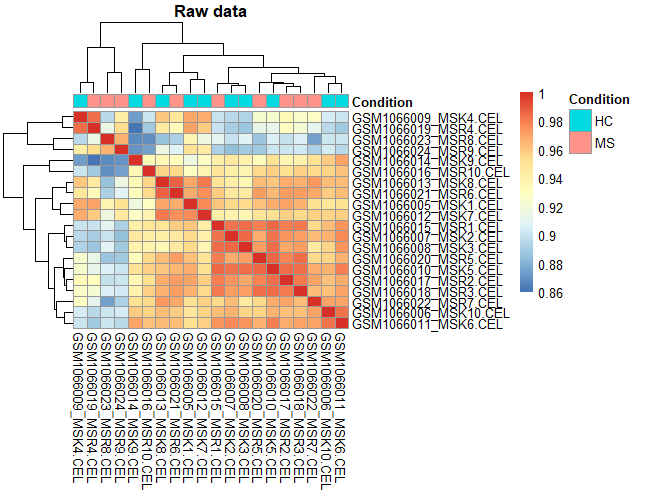 Raw data
Condition
GSM1066009_MSK4.CEL
GSM1066019_MSR4.CEL
GSM1066023_MSR8.CEL
GSM1066024_MSR9.CEL
GSM1066014_MSK9.CEL
GSM1066016_MSR10.CEL
GSM1066013_MSK8.CEL
GSM1066021_MSR6.CEL
GSM1066005_MSK1.CEL
GSM1066012_MSK7.CEL
GSM1066015_MSR1.CEL
GSM1066007_MSK2.CEL
GSM1066008_MSK3.CEL
GSM1066020_MSR5.CEL
GSM1066010_MSK5.CEL
GSM1066017_MSR2.CEL
GSM1066018_MSR3.CEL
GSM1066022_MSR7.CEL
GSM1066006_MSK10.CEL
GSM1066011_MSK6.CEL
1
0.98
0.96
0.94
0.92
0.9
0.88
0.86
Condition
HC
MS
GSM1066009_MSK4.CEL
GSM1066019_MSR4.CEL
GSM1066023_MSR8.CEL
GSM1066024_MSR9.CEL
GSM1066014_MSK9.CEL
GSM1066016_MSR10.CEL
GSM1066013_MSK8.CEL
GSM1066021_MSR6.CEL
GSM1066005_MSK1.CEL
GSM1066012_MSK7.CEL
GSM1066015_MSR1.CEL
GSM1066007_MSK2.CEL
GSM1066008_MSK3.CEL
GSM1066020_MSR5.CEL
GSM1066010_MSK5.CEL
GSM1066017_MSR2.CEL
GSM1066018_MSR3.CEL
GSM1066022_MSR7.CEL
GSM1066006_MSK10.CEL
GSM1066011_MSK6.CEL